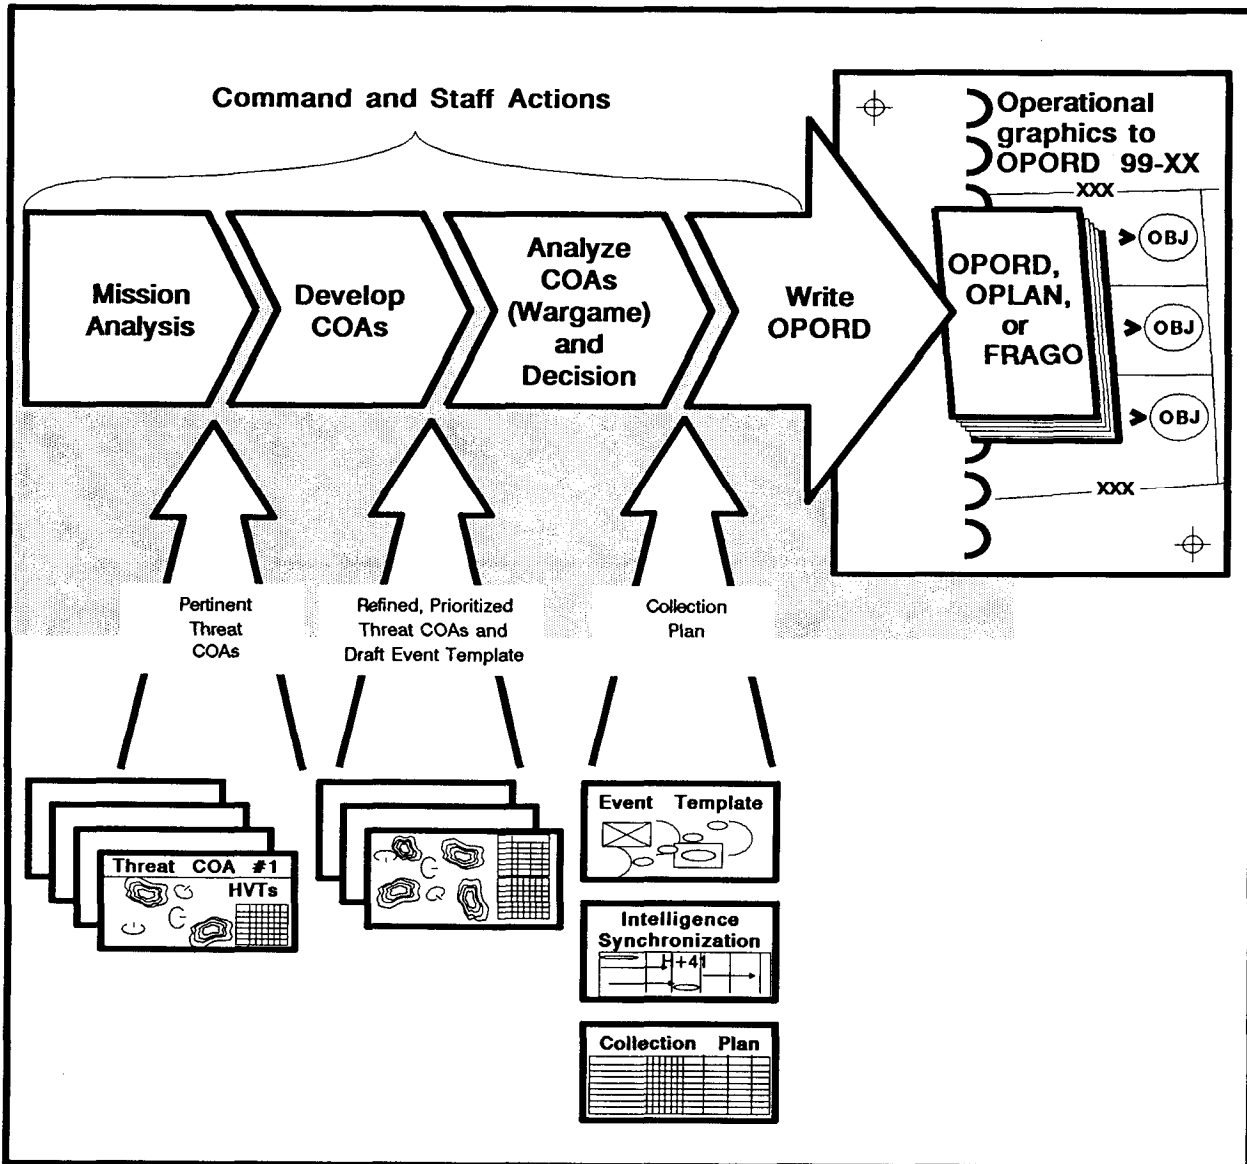 Command and Staff Actions
Operational
graphics to
OPORD 99-XX
XXX
Mission
Analysis
Develop
COAs
Analyze
COAs
(Wargame)
and
Decision
Write
OPORD
OPORD,
OPLAN,
or
FRAGO
OBJ
OBJ
OBJ
XXX
Pertinent
Threat
COAs
Refined, Prioritized
Threat COAs and
Draft Event Template
Collection
Plan
Threat COA #1
HVTs
Event Template
Intelligence
Synchronization
H+41
Collection Plan